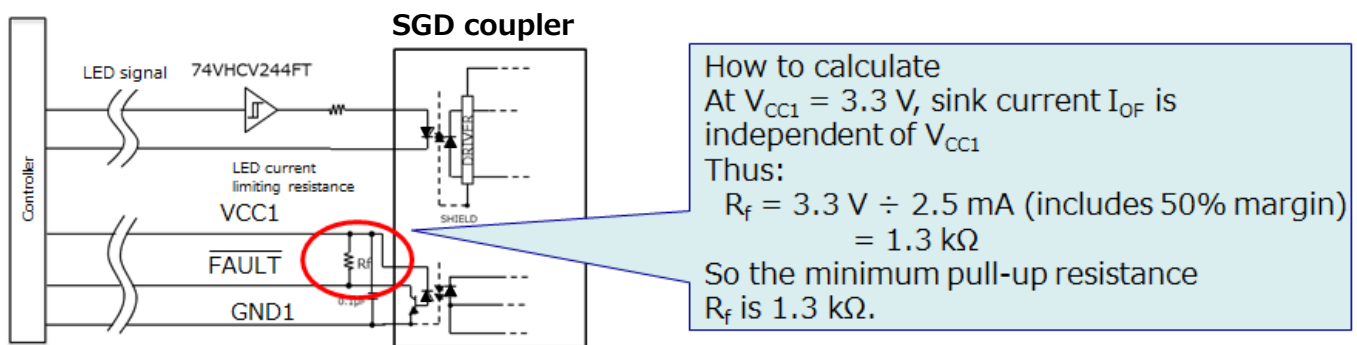 SGD coupler
LED signal
74VHCV244FT
Controller
DRIVER
LED current
limiting resistance
VCC1
SHIELD
FAULT
Rf
0.1μF
GND1
How to calculate
At VCC1 = 3.3 V, sink current IOF is
independent of VCC1
Thus:
Rf = 3.3 V ÷ 2.5 mA (includes 50% margin)
= 1.3 kΩ
So the minimum pull-up resistance
Rf is 1.3 kΩ.